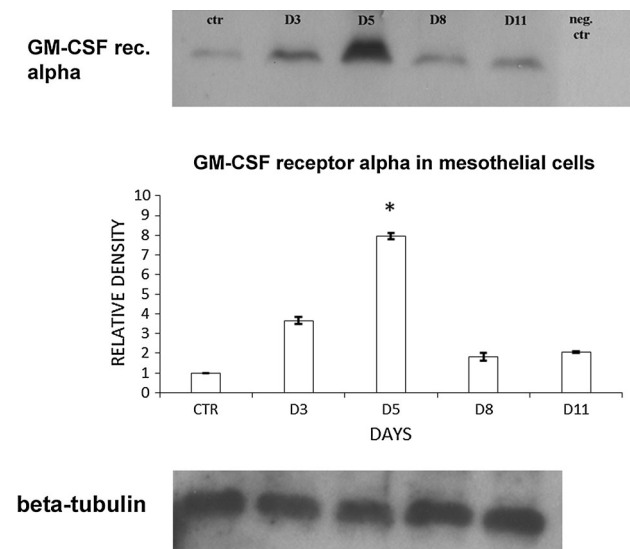 ctr D3 D5 D8 D11 neg.
ctr
GM-CSF rec.
alpha
GM-CSF receptor alpha in mesothelial cells
RELATIVE DENSITY
10
9
8
7
6
5
4
3
2
1
0
*
CTR D3 D5 D8 D11
DAYS
beta-tubulin